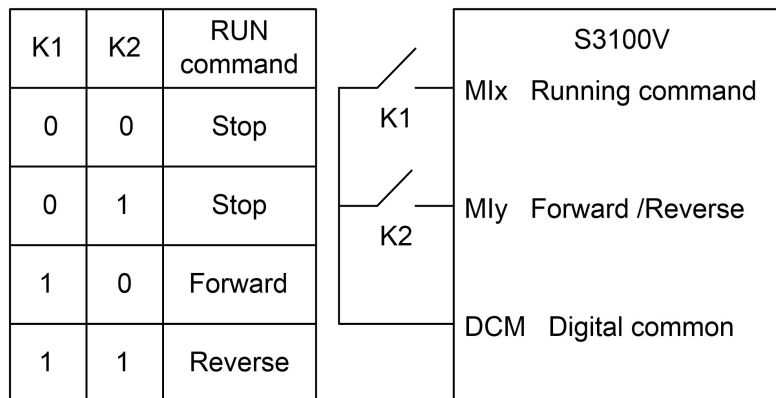 K1 K2 RUN command
0 0 Stop
0 1 Stop
1 0 Forward
1 1 Reverse
S3100V
K1
MIx Running command
K2
MIy Forward /Reverse
DCM Digital common